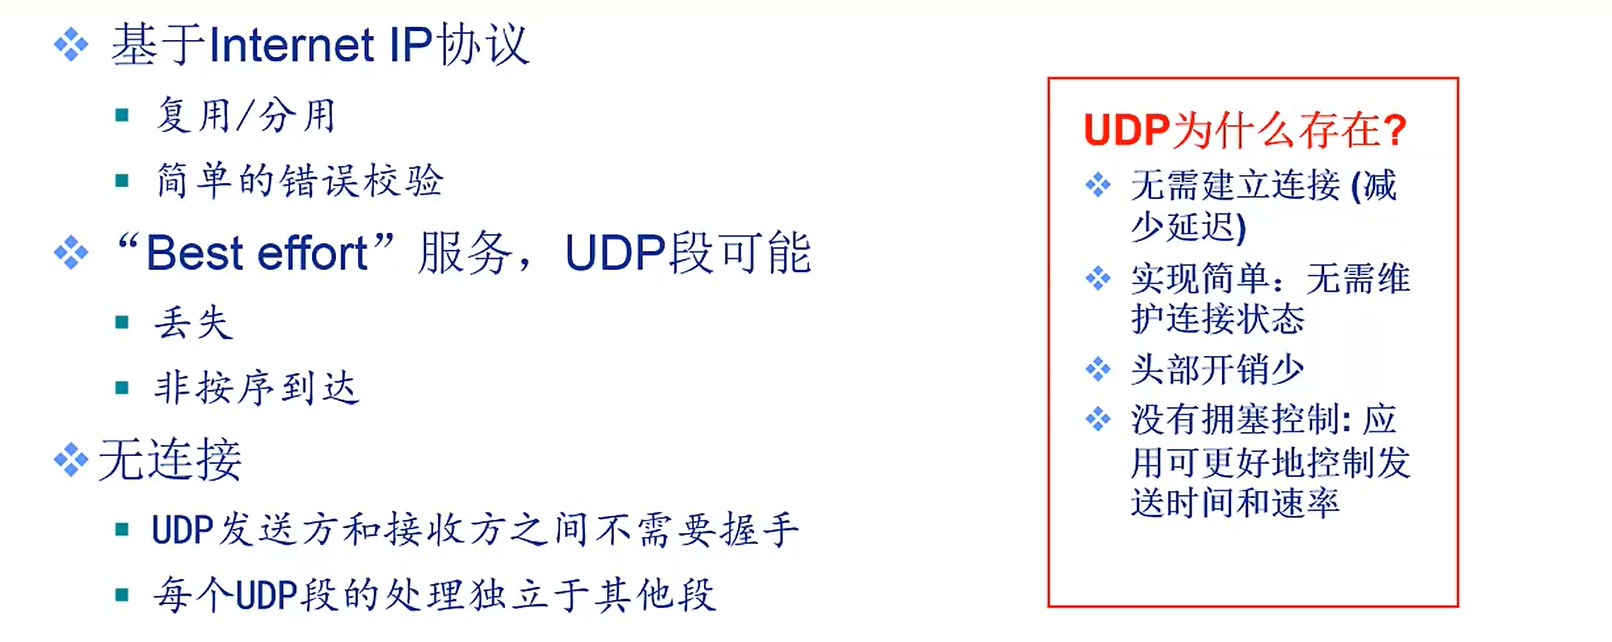 基于Internet IP协议
复用/分用
简单的错误校验
“Best effort”服务，UDP段可能
丢失
非按序到达
无连接
UDP发送方和接收方之间不需要握手
每个UDP段的处理独立于其他段
UDP为什么存在?
无需建立连接 (减
少延迟)
实现简单：无需维
护连接状态
头部开销少
没有拥塞控制: 应
用可更好地控制发
送时间和速率